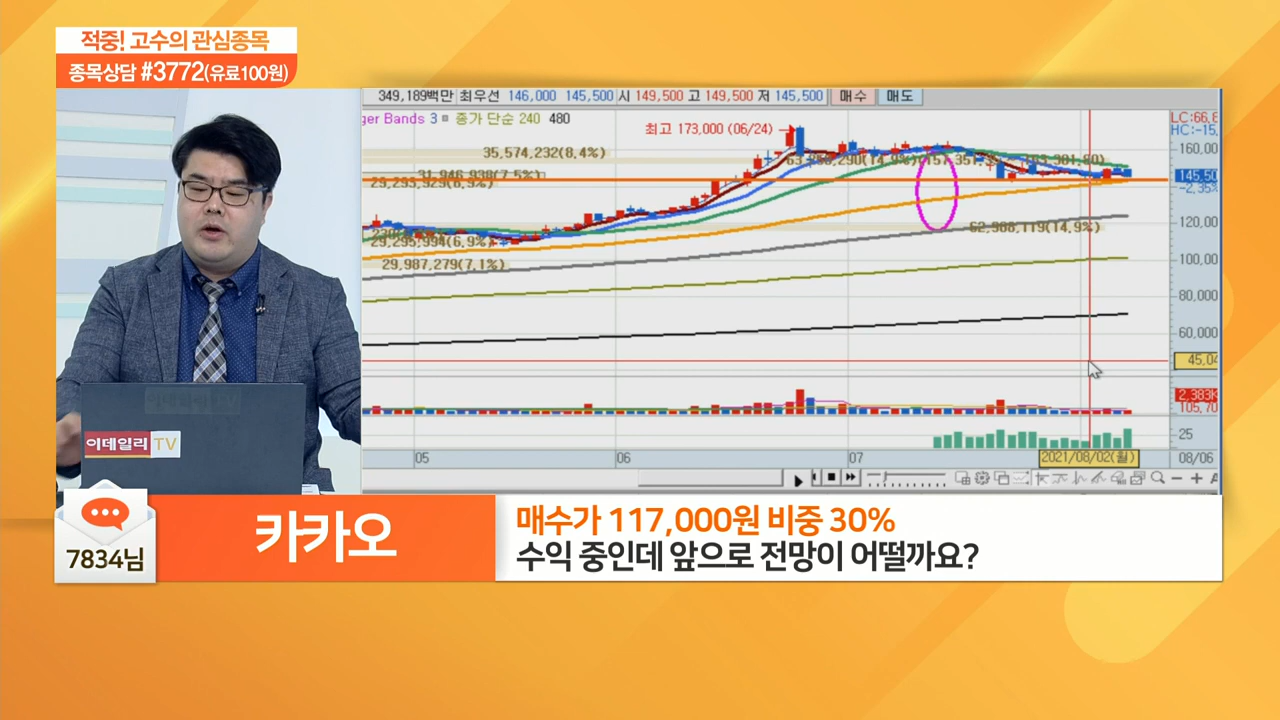 적중! 고수의 관심종목
종목상담 #3772(유료100원)
349,189백만 최우선 146,000 145,500 시 149,500 고 149,500 저 145,500 매수 매도
ger Bands 3 종가 단순 240 480
최고 173,000 (06/24)
LC:66,8
HC:-15,
35,574,232(8,4%)
160,00
31,946,938(7,5%)
29,293,929(6,9%)
145,50
-2,35%
120,00
62,988,119(14,9%)
29,295,994(6,9%)
29,987,279(7,1%)
100,00
80,000
60,000
45,04
2,383K
105,70
25
05 06 07 2021/08/02(월) 08/06
이데일리 TV
7834님
카카오
매수가 117,000원 비중 30%
수익 중인데 앞으로 전망이 어떨까요?